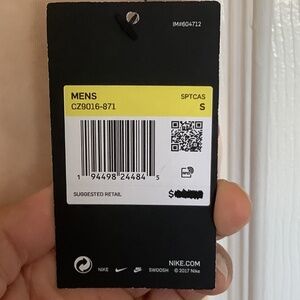 IM#604712
MENS SPTCAS
CZ9016-871 S
1 94498 24484 5
SUGGESTED RETAIL $
NIKE.COM
NIKE SWOOSH © 2017 Nike